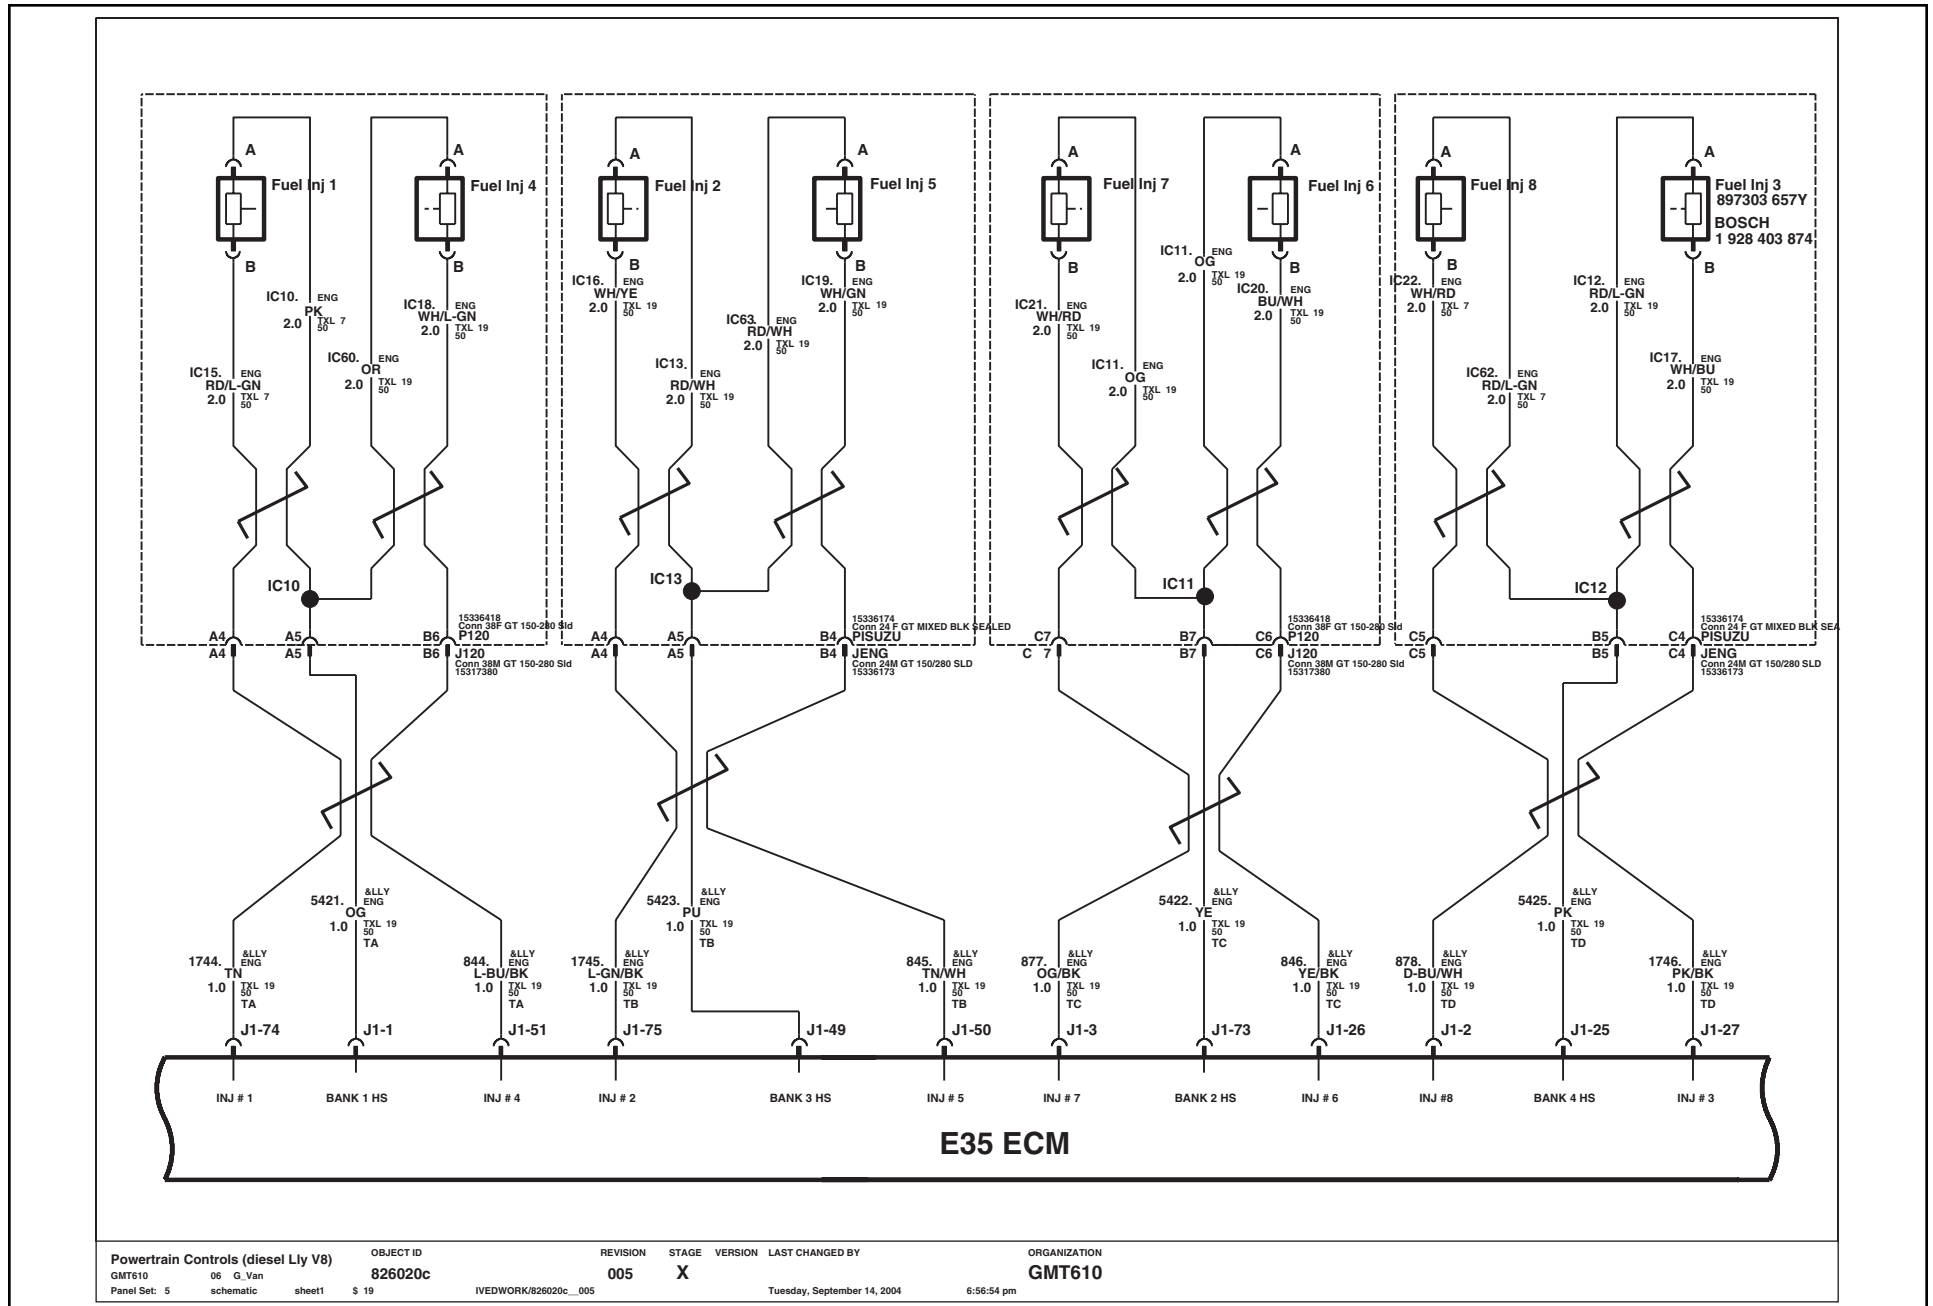 A A A A A A A A
Fuel Inj 1
Fuel Inj 4
Fuel Inj 2
Fuel Inj 5
Fuel Inj 7
Fuel Inj 6
Fuel Inj 8
Fuel Inj 3
897303 657Y
BOSCH
1 928 403 874
B B B B B B B B
IC15. ENG
RD/L-GN
2.0 TXL 7
50
IC10. ENG
PK
2.0 TXL 7
50
IC60. ENG
OR
2.0 TXL 19
50
IC18. ENG
WH/L-GN
2.0 TXL 19
50
IC16. ENG
WH/YE
2.0 TXL 19
50
IC13. ENG
RD/WH
2.0 TXL 19
50
IC63. ENG
RD/WH
2.0 TXL 19
50
IC19. ENG
WH/GN
2.0 TXL 19
50
IC21. ENG
WH/RD
2.0 TXL 19
50
IC11. ENG
OG
2.0 TXL 19
50
IC11. ENG
OG
2.0 TXL 19
50
IC20. ENG
BU/WH
2.0 TXL 19
50
IC22. ENG
WH/RD
2.0 TXL 7
50
IC62. ENG
RD/L-GN
2.0 TXL 7
50
IC12. ENG
RD/L-GN
2.0 TXL 19
50
IC17. ENG
WH/BU
2.0 TXL 19
50
IC10
IC13
IC11
IC12
15336418
Conn 38F GT 150-280 Sld
A4 A5 B6 P120
A4 A5 B6 J120
Conn 38M GT 150-280 Sld
15317380
15336174
Conn 24 F GT MIXED BLK SEALED
A4 A5 B4 PISUZU
A4 A5 B4 JENG
Conn 24M GT 150/280 SLD
15336173
15336418
Conn 38F GT 150-280 Sld
C7 B7 C6 P120
C 7 B7 C6 J120
Conn 38M GT 150-280 Sld
15317380
15336174
Conn 24 F GT MIXED BLK SEA
C5 B5 C4 PISUZU
C5 B5 C4 JENG
Conn 24M GT 150/280 SLD
15336173
1744. &LLY
ENG
TN
1.0 TXL 19
50
TA
5421. &LLY
ENG
OG
1.0 TXL 19
50
TA
844. &LLY
ENG
L-BU/BK
1.0 TXL 19
50
TA
1745. &LLY
ENG
L-GN/BK
1.0 TXL 19
50
TB
5423. &LLY
ENG
PU
1.0 TXL 19
50
TB
845. &LLY
ENG
TN/WH
1.0 TXL 19
50
TB
877. &LLY
ENG
OG/BK
1.0 TXL 19
50
TC
5422. &LLY
ENG
YE
1.0 TXL 19
50
TC
846. &LLY
ENG
YE/BK
1.0 TXL 19
50
TC
878. &LLY
ENG
D-BU/WH
1.0 TXL 19
50
TD
5425. &LLY
ENG
PK
1.0 TXL 19
50
TD
1746. &LLY
ENG
PK/BK
1.0 TXL 19
50
TD
J1-74 J1-1 J1-51 J1-75 J1-49 J1-50 J1-3 J1-73 J1-26 J1-2 J1-25 J1-27
INJ # 1 BANK 1 HS INJ # 4 INJ # 2 BANK 3 HS INJ # 5 INJ # 7 BANK 2 HS INJ # 6 INJ #8 BANK 4 HS INJ # 3
E35 ECM
Powertrain Controls (diesel Lly V8)
GMT610 06 G_Van
Panel Set: 5 schematic sheet1 $ 19
OBJECT ID
826020c
IVEDWORK/826020c__005
REVISION STAGE VERSION LAST CHANGED BY
005 X
Tuesday, September 14, 2004 6:56:54 pm
ORGANIZATION
GMT610